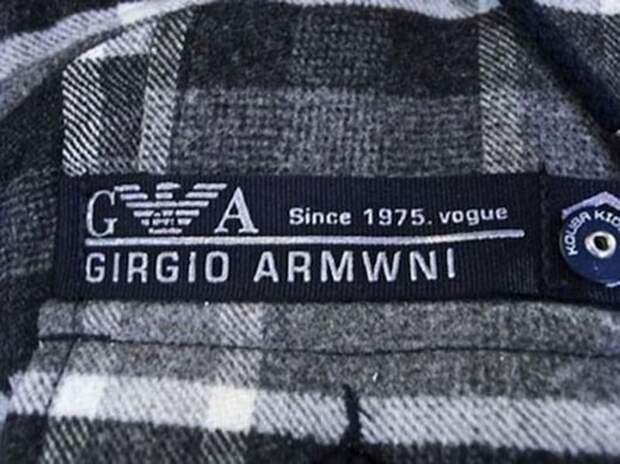 G A Since 1975. vogue
GIRGIO ARMWNI